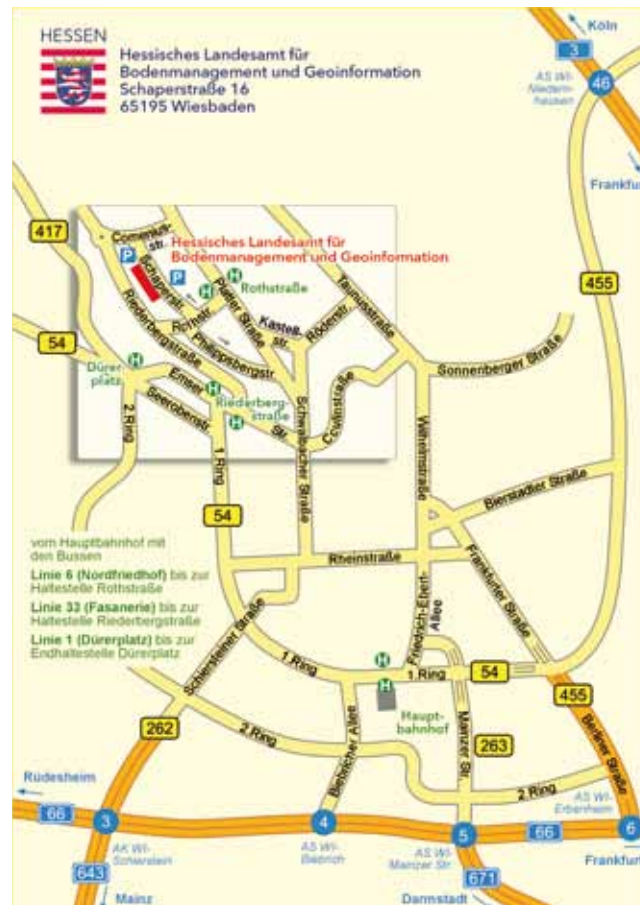 HESSEN
Hessisches Landesamt für
Bodenmanagement und Geoinformation
Schaperstraße 16
65195 Wiesbaden
Köln
3
AS WI-
Niedern-
hausen
46
Frankfurt
417
Comenius-
str.
P
P
Hessisches Landesamt für
Bodenmanagement und Geoinformation
Schaperstr.
H
H
Rothstraße
Platter Straße
Taunusstraße
455
Rothstr.
Kastell-
str.
Röderstr.
54
Riederbergstraße
Philippsbergstr.
Dürer
platz
H
Emser
Str.
H
Riederberg-
straße
H
Seerobenstr.
Coulinstraße
Sonnenberger Straße
2.Ring
1.Ring
Schwalbacher Straße
Wilhelmstraße
Bierstadter Straße
54
vom Hauptbahnhof mit
den Bussen
Linie 6 (Nordfriedhof) bis zur
Haltestelle Rothstraße
Linie 33 (Fasanerie) bis zur
Haltestelle Riederbergstraße
Linie 1 (Dürerplatz) bis zur
Endhaltestelle Dürerplatz
Rheinstraße
Frankfurter Straße
Friedrich-Ebert-
Allee
Schiersteiner Straße
1.Ring
H
H
1.Ring
54
455
Haupt-
bahnhof
262
2.Ring
Biebricher Allee
Mainzer Str.
263
Berliner Straße
2.Ring
Rüdesheim
66
3
4
5
66
6
AS WI-
Erbenheim
AK WI-
Schierstein
AS WI-
Biebrich
AS WI-
Mainzer Str.
Frankfurt
643
Mainz
Darmstadt
671